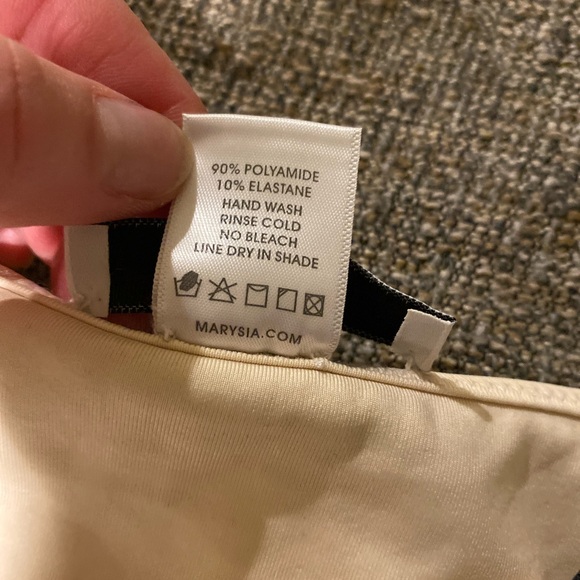 90% POLYAMIDE
10% ELASTANE
HAND WASH
RINSE COLD
NO BLEACH
LINE DRY IN SHADE
MARYSIA.COM